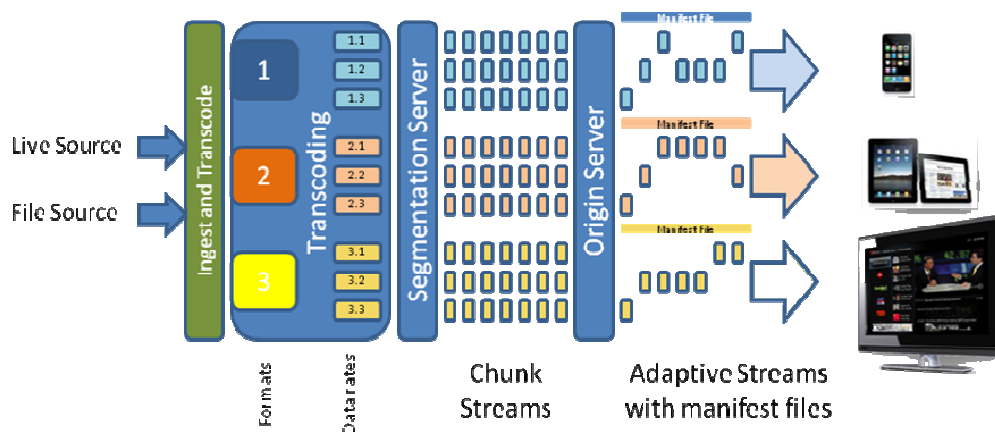 Live Source
File Source
Ingest and Transcode
1
2
3
Formats
Transcoding
1.1
1.2
1.3
2.1
2.2
2.3
3.1
3.2
3.3
Data rates
Segmentation Server
Chunk
Streams
Origin Server
Manifest File
Manifest File
Manifest File
Adaptive Streams
with manifest files